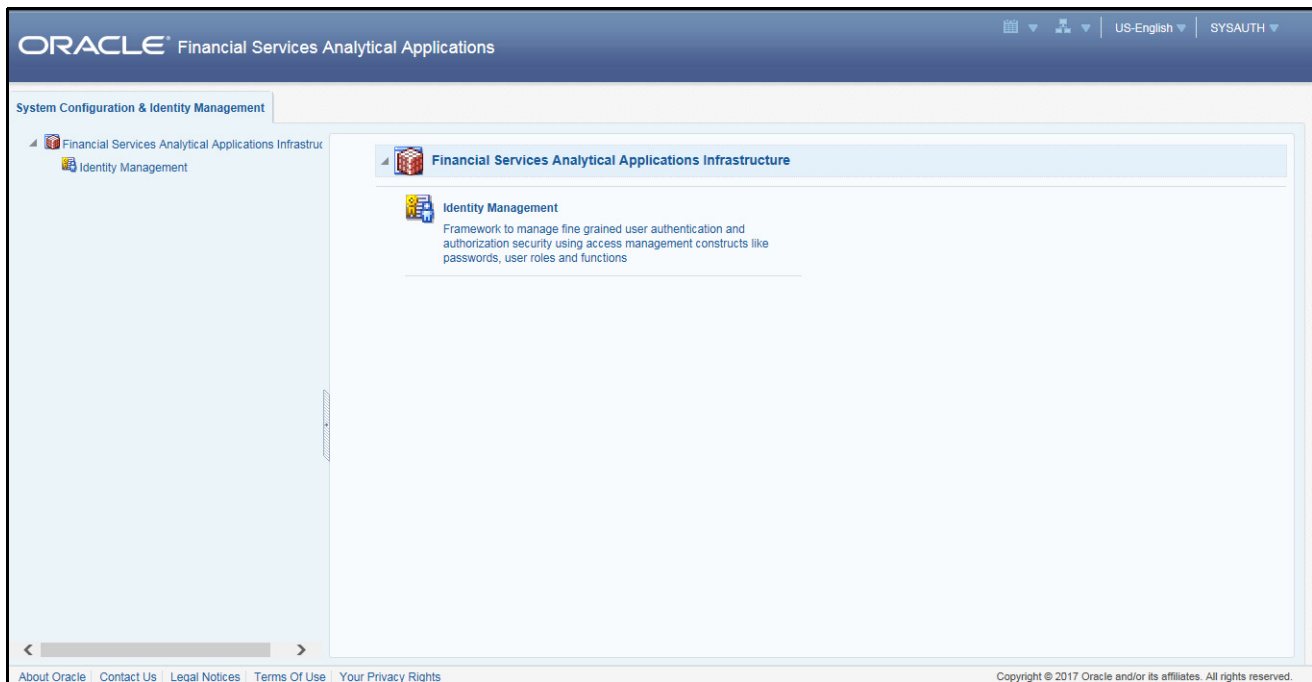 ORACLE® Financial Services Analytical Applications
US-English
SYSAUTH
System Configuration & Identity Management
Financial Services Analytical Applications Infrastruc
Identity Management
Financial Services Analytical Applications Infrastructure
Identity Management
Framework to manage fine grained user authentication and
authorization security using access management constructs like
passwords, user roles and functions
About Oracle | Contact Us | Legal Notices | Terms Of Use | Your Privacy Rights
Copyright © 2017 Oracle and/or its affiliates. All rights reserved.